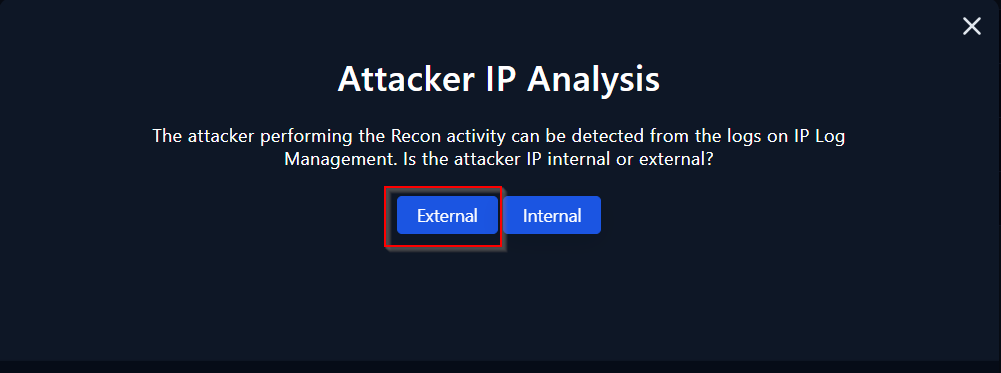 Attacker IP Analysis
The attacker performing the Recon activity can be detected from the logs on IP Log
Management. Is the attacker IP internal or external?
External Internal